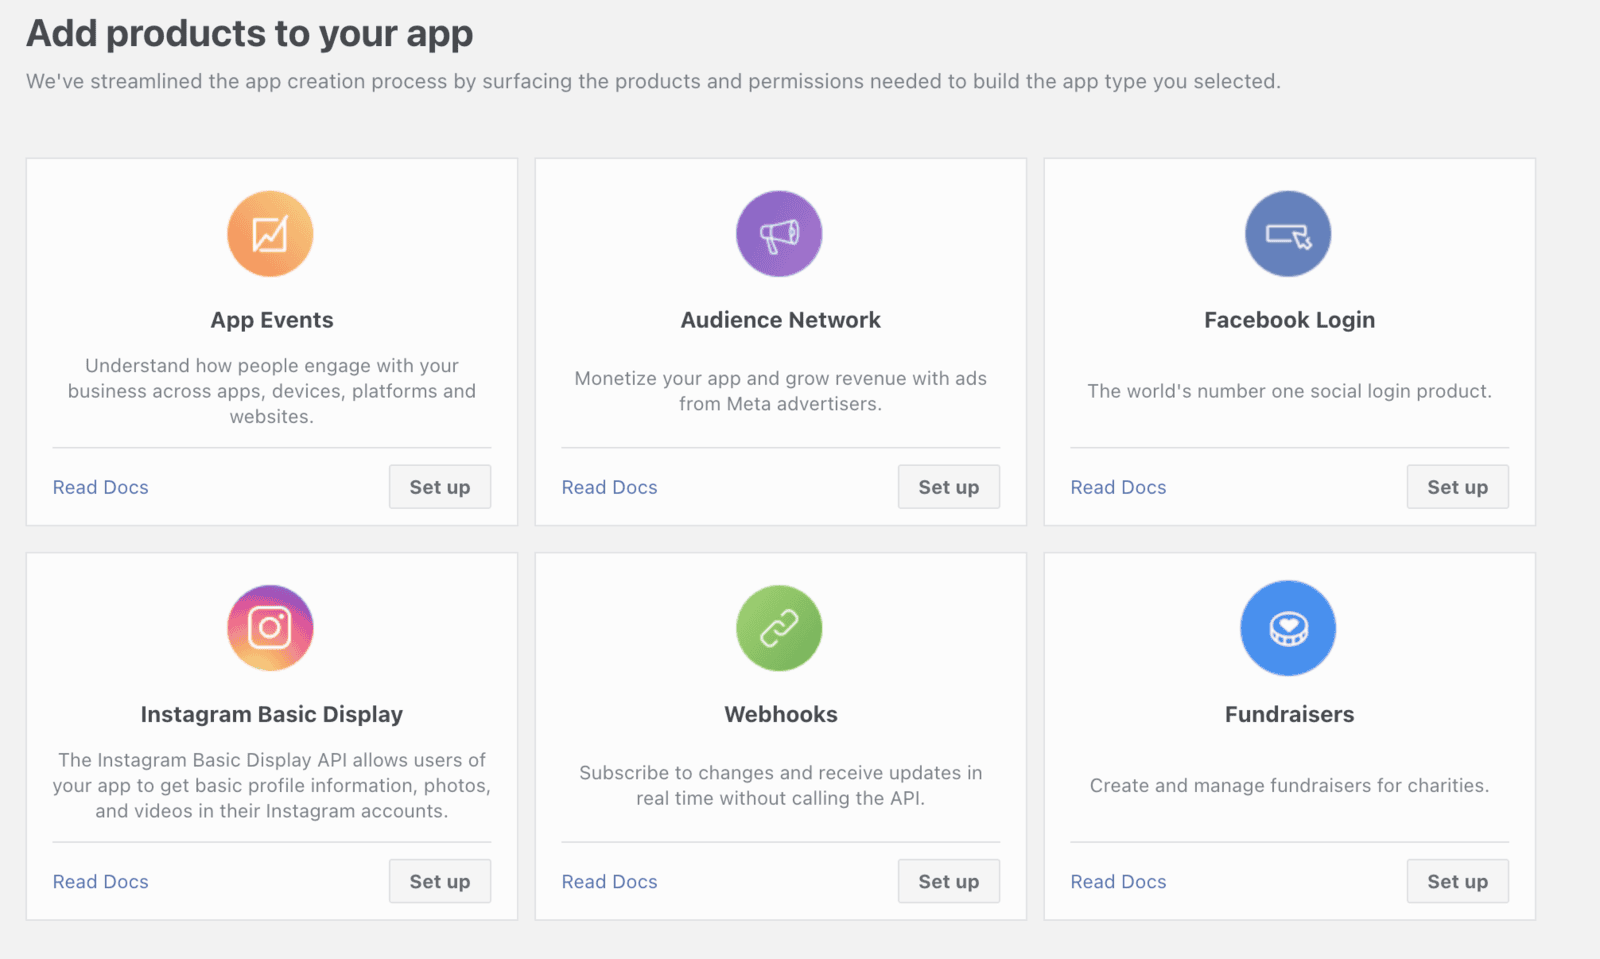 Add products to your app
We've streamlined the app creation process by surfacing the products and permissions needed to build the app type you selected.
App Events
Understand how people engage with your
business across apps, devices, platforms and
websites.
Read Docs
Set up
Audience Network
Monetize your app and grow revenue with ads
from Meta advertisers.
Read Docs
Set up
Facebook Login
The world's number one social login product.
Read Docs
Set up
Instagram Basic Display
The Instagram Basic Display API allows users of
your app to get basic profile information, photos,
and videos in their Instagram accounts.
Read Docs
Set up
Webhooks
Subscribe to changes and receive updates in
real time without calling the API.
Read Docs
Set up
Fundraisers
Create and manage fundraisers for charities.
Read Docs
Set up